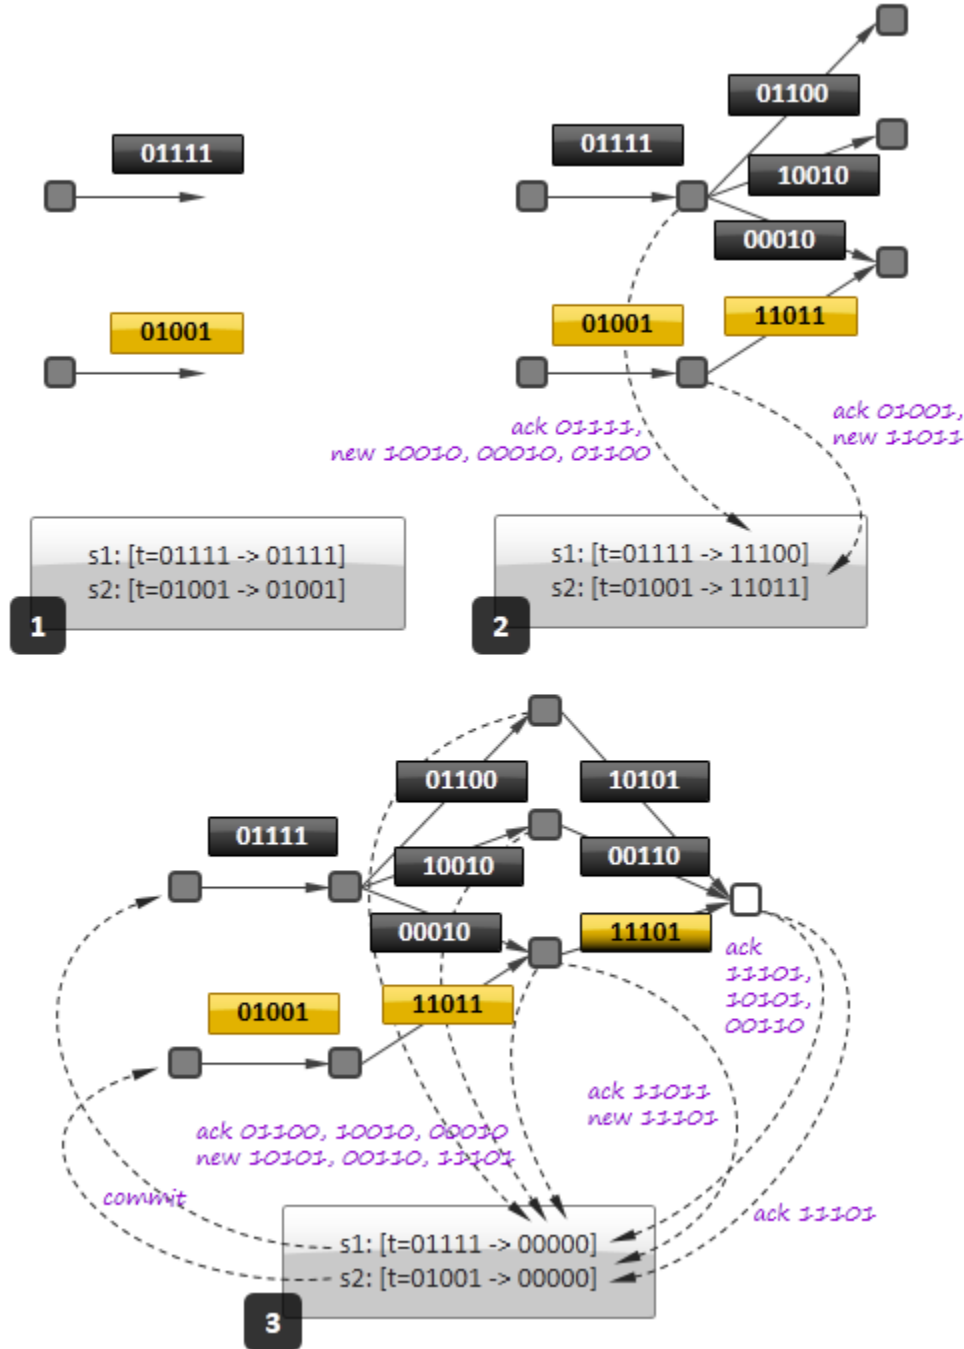 01111
01001
s1: [t=01111 -> 01111]
s2: [t=01001 -> 01001]
1
01100
01111
10010
00010
01001
11011
ack 01111,
new 10010, 00010, 01100
ack 01001,
new 11011
s1: [t=01111 -> 11100]
s2: [t=01001 -> 11011]
2
01100
10101
01111
10010
00110
00010
11101
01001
11011
ack
11101,
10101,
00110
ack 11011
new 11101
ack 01100, 10010, 00010
new 10101, 00110, 11101
commit
ack 11101
s1: [t=01111 -> 00000]
s2: [t=01001 -> 00000]
3